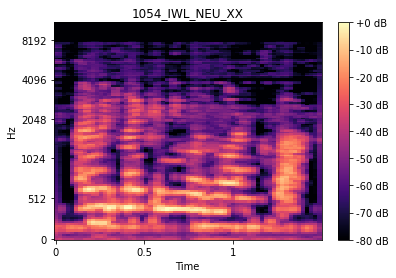 1054_IWL_NEU_XX
+0 dB
8192
-10 dB
4096
-20 dB
-30 dB
2048
Hz
-40 dB
1024
-50 dB
512
-60 dB
-70 dB
0
-80 dB
0
0.5
1
Time